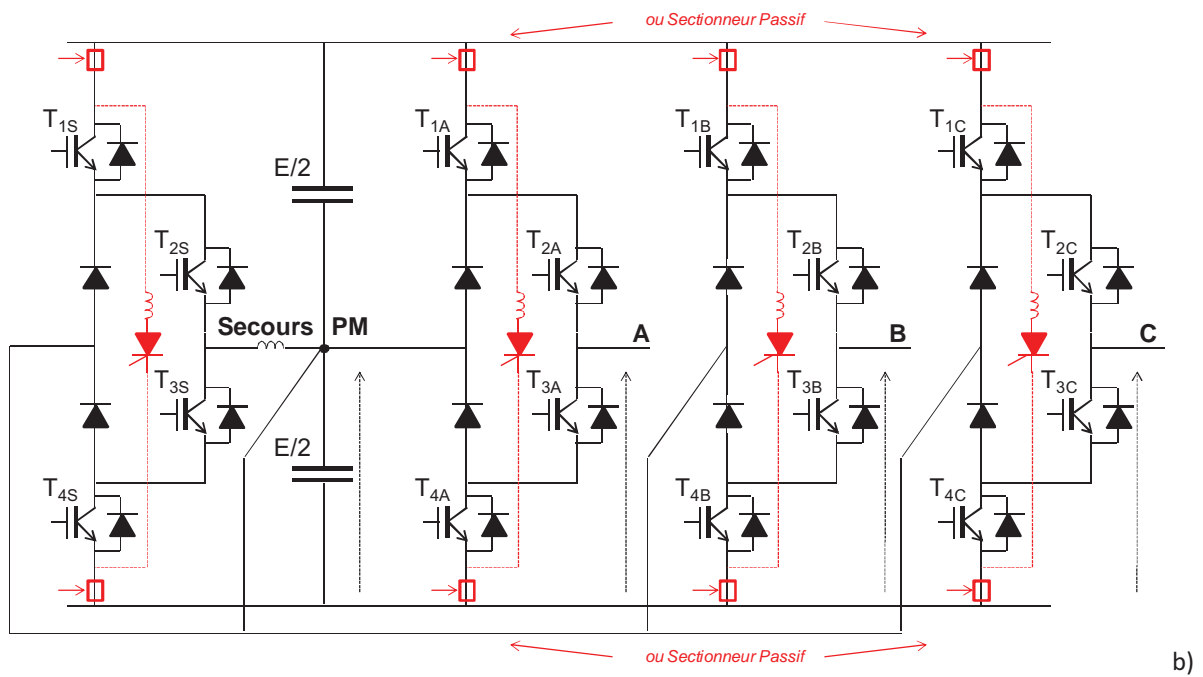 ou Sectionneur Passif
T1S
T1A
T1B
T1C
E/2
T2S
T2A
T2B
T2C
Secours PM
A
B
C
T3S
T3A
T3B
T3C
E/2
T4S
T4A
T4B
T4C
ou Sectionneur Passif
b)